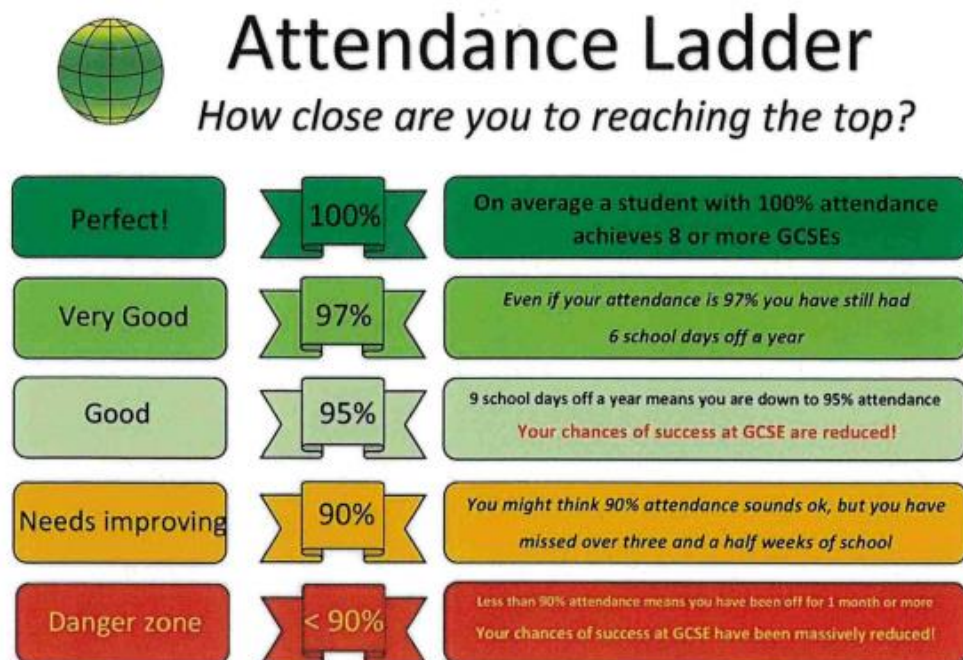 Attendance Ladder
How close are you to reaching the top?
Perfect!
100%
On average a student with 100% attendance
achieves 8 or more GCSEs
Very Good
97%
Even if your attendance is 97% you have still had
6 school days off a year
Good
95%
9 school days off a year means you are down to 95% attendance
Your chances of success at GCSE are reduced!
Needs improving
90%
You might think 90% attendance sounds ok, but you have
missed over three and a half weeks of school
Danger zone
< 90%
Less than 90% attendance means you have been off for 1 month or more
Your chances of success at GCSE have been massively reduced!